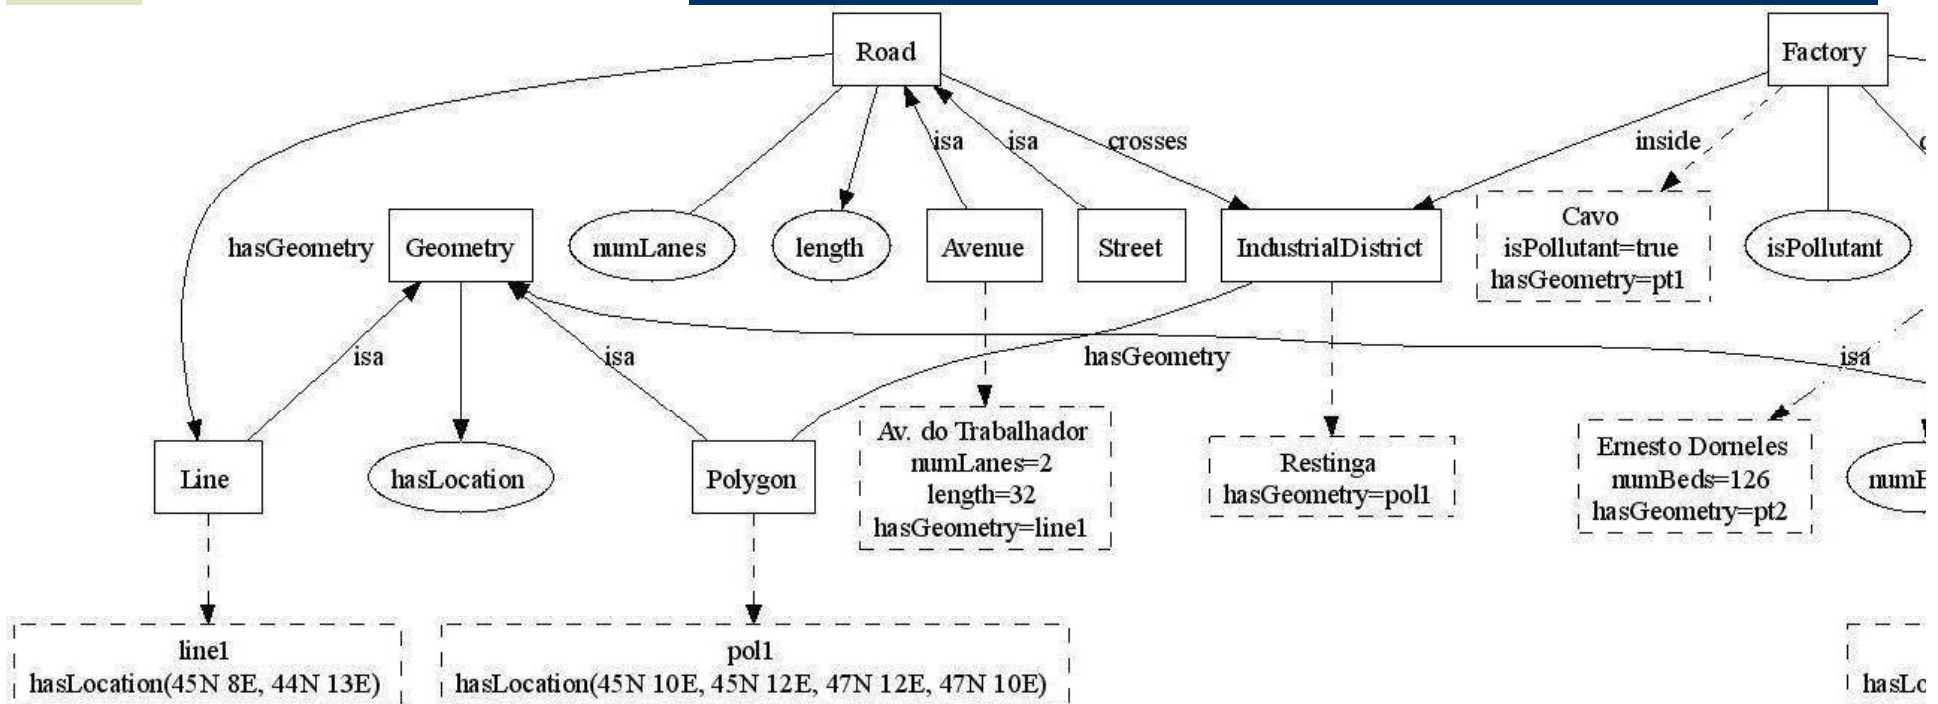 Road
Factory
isa
isa
crosses
inside
hasGeometry
Geometry
numLanes
length
Avenue
Street
IndustrialDistrict
Cavo
isPollutant=true
hasGeometry=pt1
isPollutant
isa
isa
hasGeometry
isa
Line
hasLocation
Polygon
Av. do Trabalhador
numLanes=2
length=32
hasGeometry=line1
Restinga
hasGeometry=pol1
Ernesto Dorneles
numBeds=126
hasGeometry=pt2
line1
hasLocation(45N 8E, 44N 13E)
pol1
hasLocation(45N 10E, 45N 12E, 47N 12E, 47N 10E)